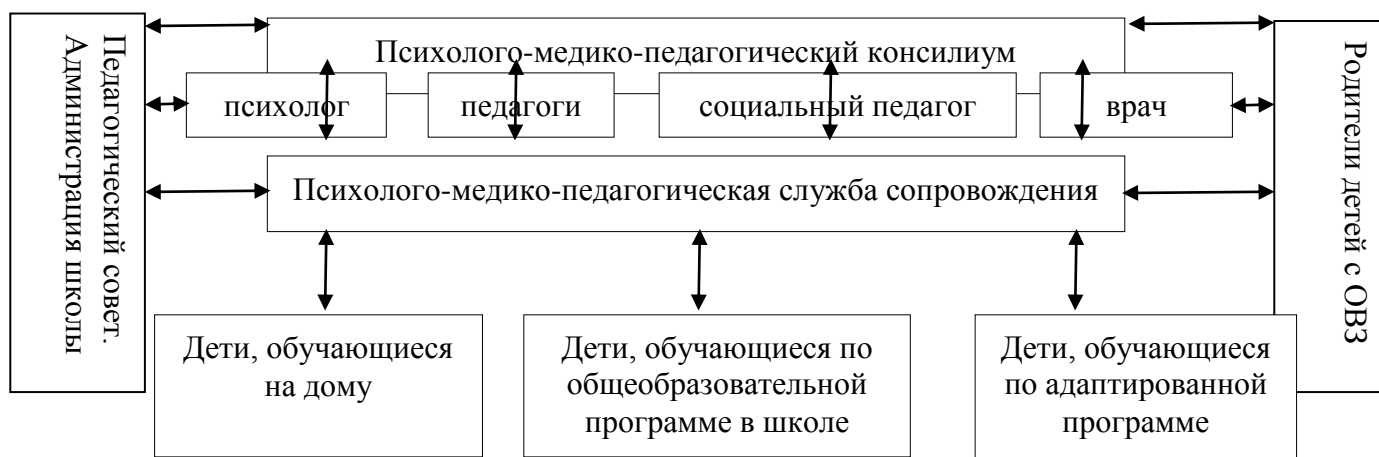 Педагогический совет.
Администрация школы
Психолого-медико-педагогический консилиум
психолог
педагоги
социальный педагог
врач
Психолого-медико-педагогическая служба сопровождения
Родители детей с ОВЗ
Дети, обучающиеся
на дому
Дети, обучающиеся по
общеобразовательной
программе в школе
Дети, обучающиеся
по адаптированной
программе